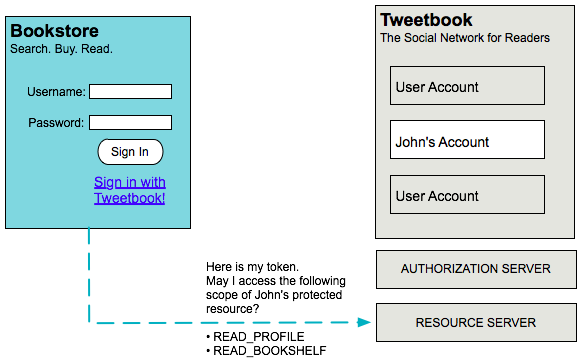 Bookstore
Search. Buy. Read.
Username:
Password:
Sign In
Sign in with
Tweetbook!
Tweetbook
The Social Network for Readers
User Account
John's Account
User Account
AUTHORIZATION SERVER
RESOURCE SERVER
Here is my token.
May I access the following
scope of John's protected
resource?
• READ_PROFILE
• READ_BOOKSHELF